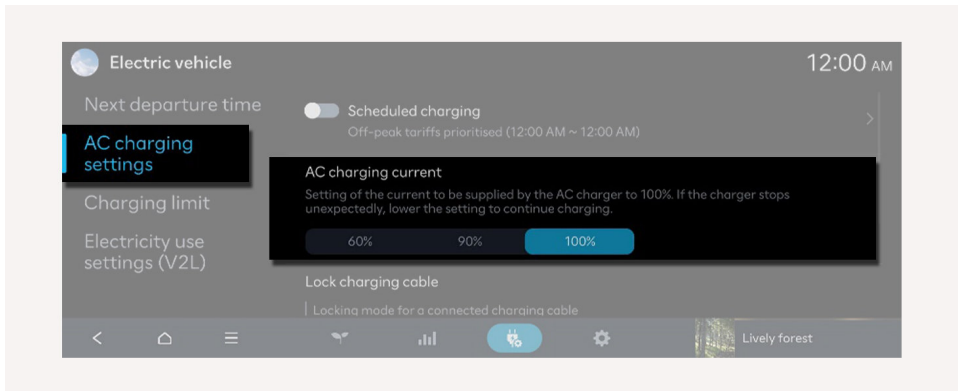 Electric vehicle
12:00 AM
Next departure time
AC charging
settings
Charging limit
Electricity use
settings (V2L)
Scheduled charging
Off-peak tariffs prioritised (12:00 AM ~ 12:00 AM)
AC charging current
Setting of the current to be supplied by the AC charger to 100%. If the charger stops
unexpectedly, lower the setting to continue charging.
60% 90% 100%
Lock charging cable
Locking mode for a connected charging cable
Lively forest